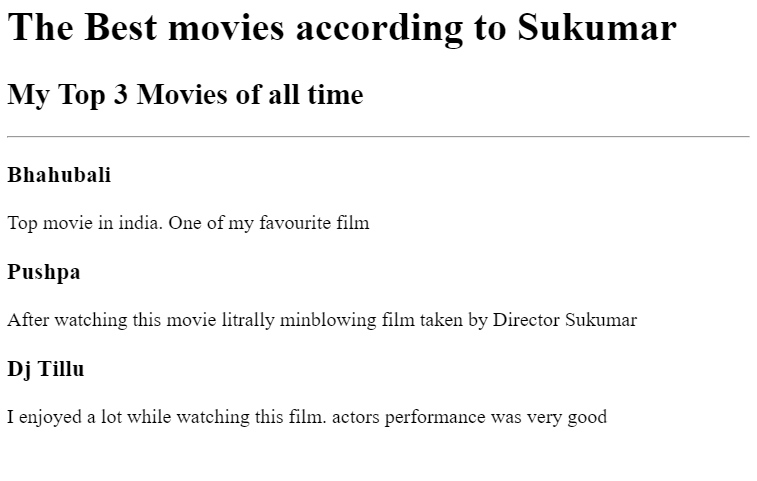 The Best movies according to Sukumar
My Top 3 Movies of all time
Bhahubali
Top movie in india. One of my favourite film
Pushpa
After watching this movie litrally minblowing film taken by Director Sukumar
Dj Tillu
I enjoyed a lot while watching this film. actors performance was very good